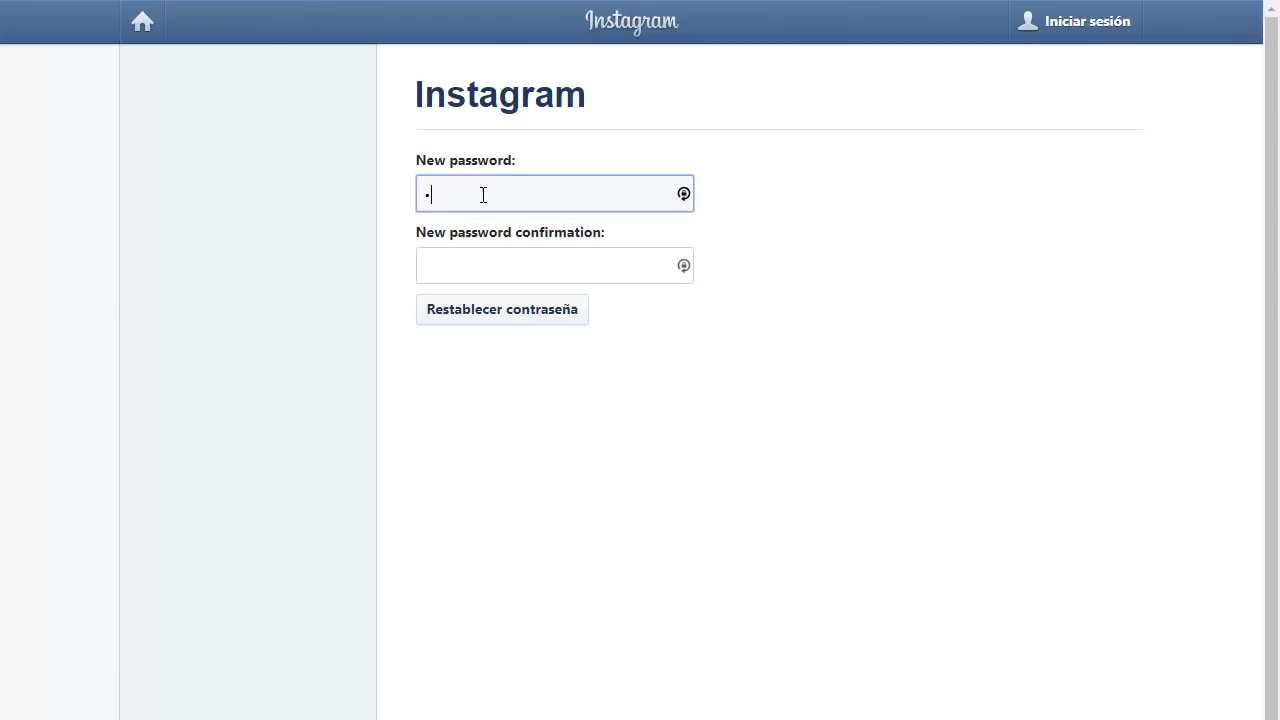 Instagram
Iniciar sesión
Instagram
New password:
•
New password confirmation:
Restablecer contraseña